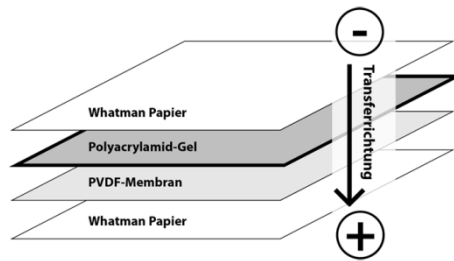 -
Whatman Papier
Transferrichtung
Polyacrylamid-Gel
PVDF-Membran
Whatman Papier
+